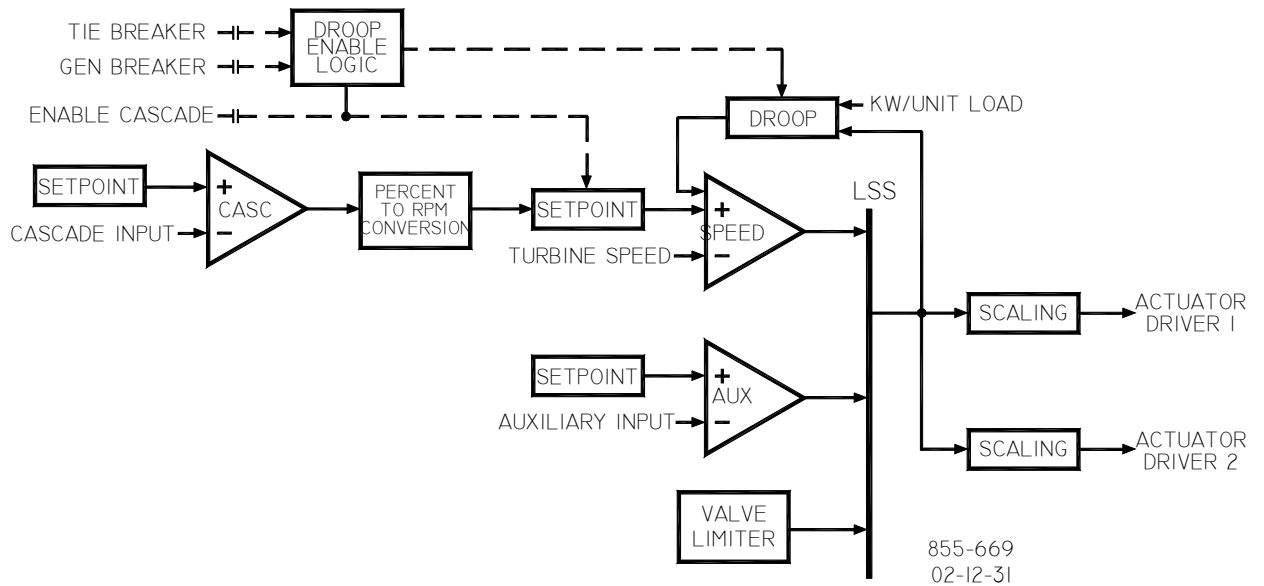 TIE BREAKER
GEN BREAKER
DROOP
ENABLE
LOGIC
ENABLE CASCADE
KW/UNIT LOAD
DROOP
SETPOINT
+
CASC
−
CASCADE INPUT
PERCENT
TO RPM
CONVERSION
SETPOINT
TURBINE SPEED
+
SPEED
−
LSS
SCALING
ACTUATOR
DRIVER 1
SETPOINT
AUXILIARY INPUT
+
AUX
−
SCALING
ACTUATOR
DRIVER 2
VALVE
LIMITER
855-669
02-12-31